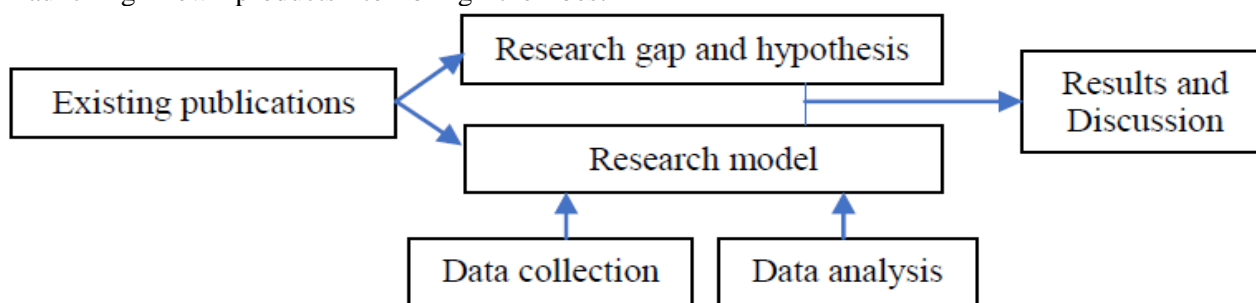 Research gap and hypothesis
Existing publications
Results and
Discussion
Research model
Data collection
Data analysis